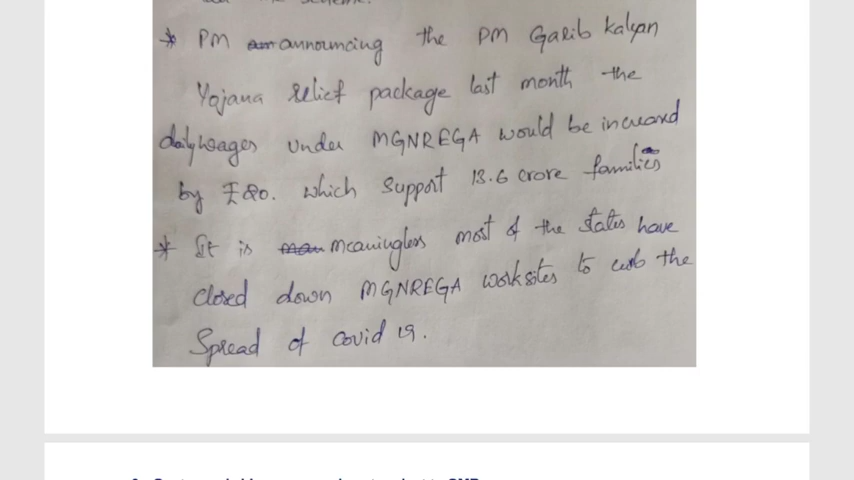 * PM announcing the PM Garib Kalyan
Yojana relief package last month the
daily wages under MGNREGA would be increased
by ₹20. which support 13.6 crore families
* It is meaningless most of the states have
closed down MGNREGA worksites to curb the
Spread of Covid 19.